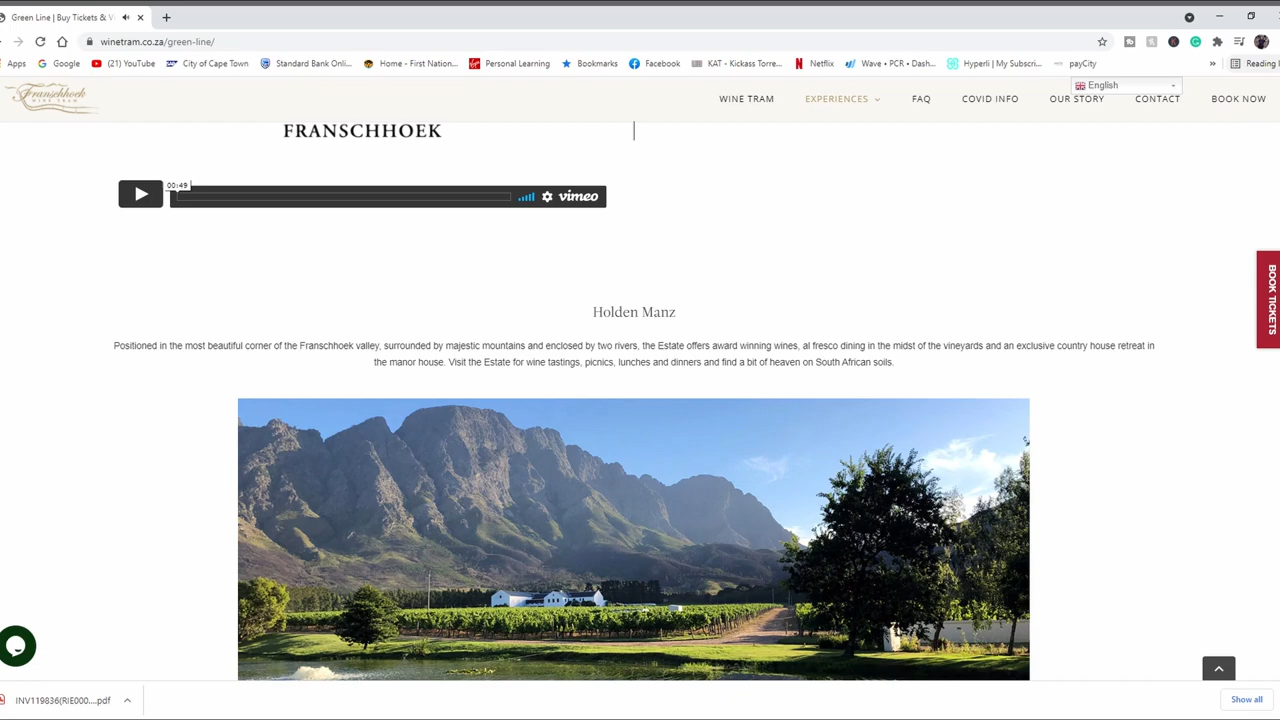 Green Line | Buy Tickets & V
winetram.co.za/green-line/
Apps Google (21) YouTube City of Cape Town Standard Bank Onli... Home - First Nation... Personal Learning Bookmarks Facebook KAT - Kickass Torre... Netflix Wave • PCR • Dash... Hyperli | My Subscri... payCity » Reading l
English
Franschhoek
WINE TRAM
WINE TRAM EXPERIENCES FAQ COVID INFO OUR STORY CONTACT BOOK NOW
FRANSCHHOEK
00:49
vimeo
BOOK TICKETS
Holden Manz
Positioned in the most beautiful corner of the Franschhoek valley, surrounded by majestic mountains and enclosed by two rivers, the Estate offers award winning wines, al fresco dining in the midst of the vineyards and an exclusive country house retreat in
the manor house. Visit the Estate for wine tastings, picnics, lunches and dinners and find a bit of heaven on South African soils.
INV119836(RIE000....pdf
Show all